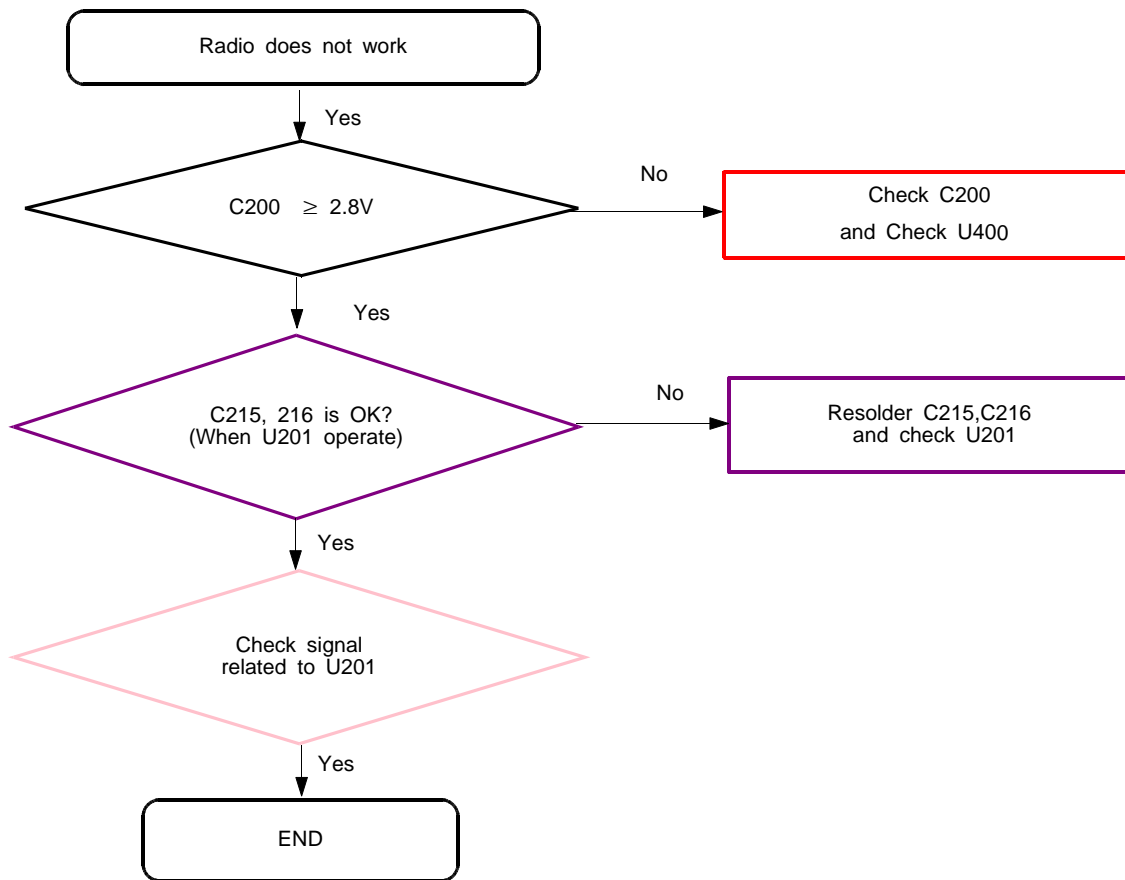 Radio does not work
Yes
C200 ≥ 2.8V
No
Check C200
and Check U400
Yes
C215, 216 is OK?
(When U201 operate)
No
Resolder C215,C216
and check U201
Yes
Check signal
related to U201
Yes
END